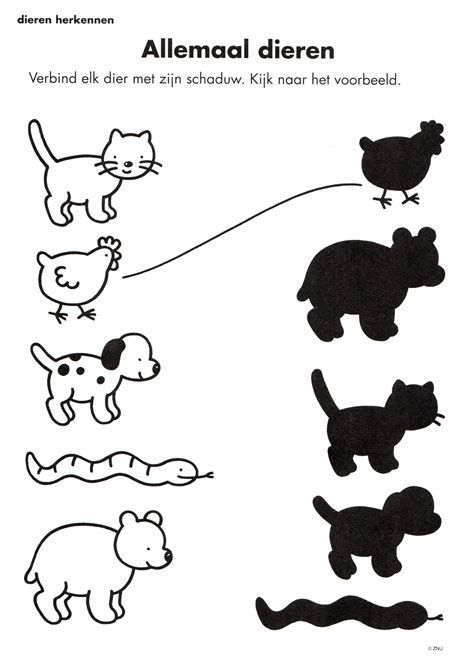 dieren herkennen
Allemaal dieren
Verbind elk dier met zijn schaduw. Kijk naar het voorbeeld.
© ZNU